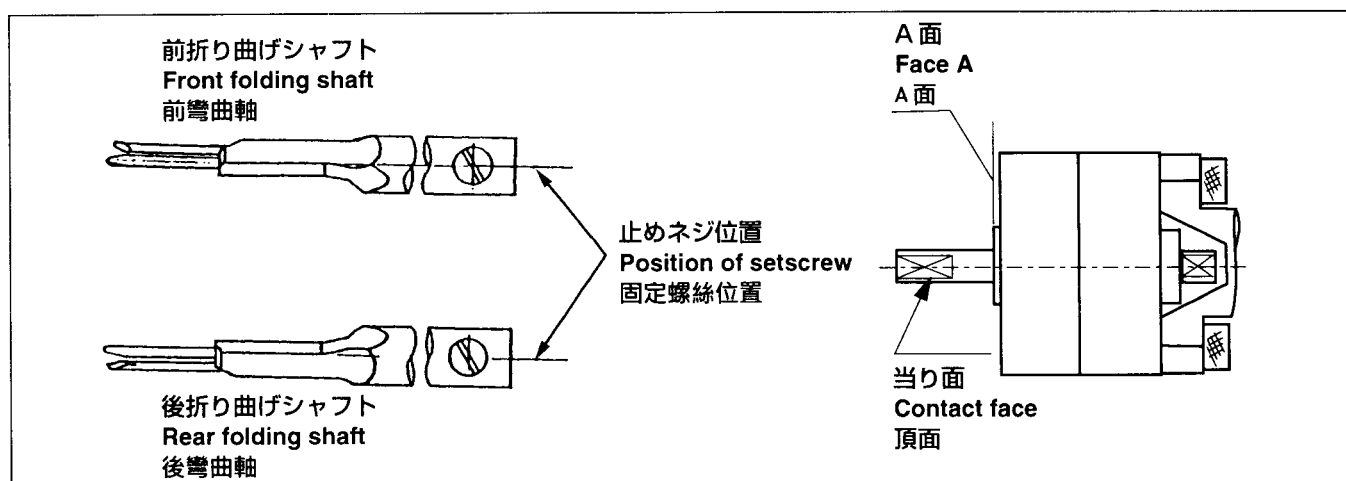 前折り曲げシャフト
Front folding shaft
前彎曲軸
止めネジ位置
Position of setscrew
固定螺絲位置
後折り曲げシャフト
Rear folding shaft
後彎曲軸
A 面
Face A
A 面
当り面
Contact face
頂面